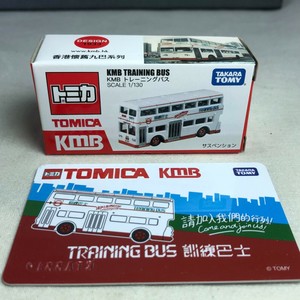 DESIGN
香港懷舊九巴系列
トミカ
TOMICA
KMB
KMB TRAINING BUS
KMB トレーニングバス
SCALE 1/130
TAKARA
TOMY
サスペンション
トミカ TOMICA KMB
TAKARA
TOMY
請加入我們的行列!
Come and join us!
TRAINING BUS 訓練巴士
© TOMY